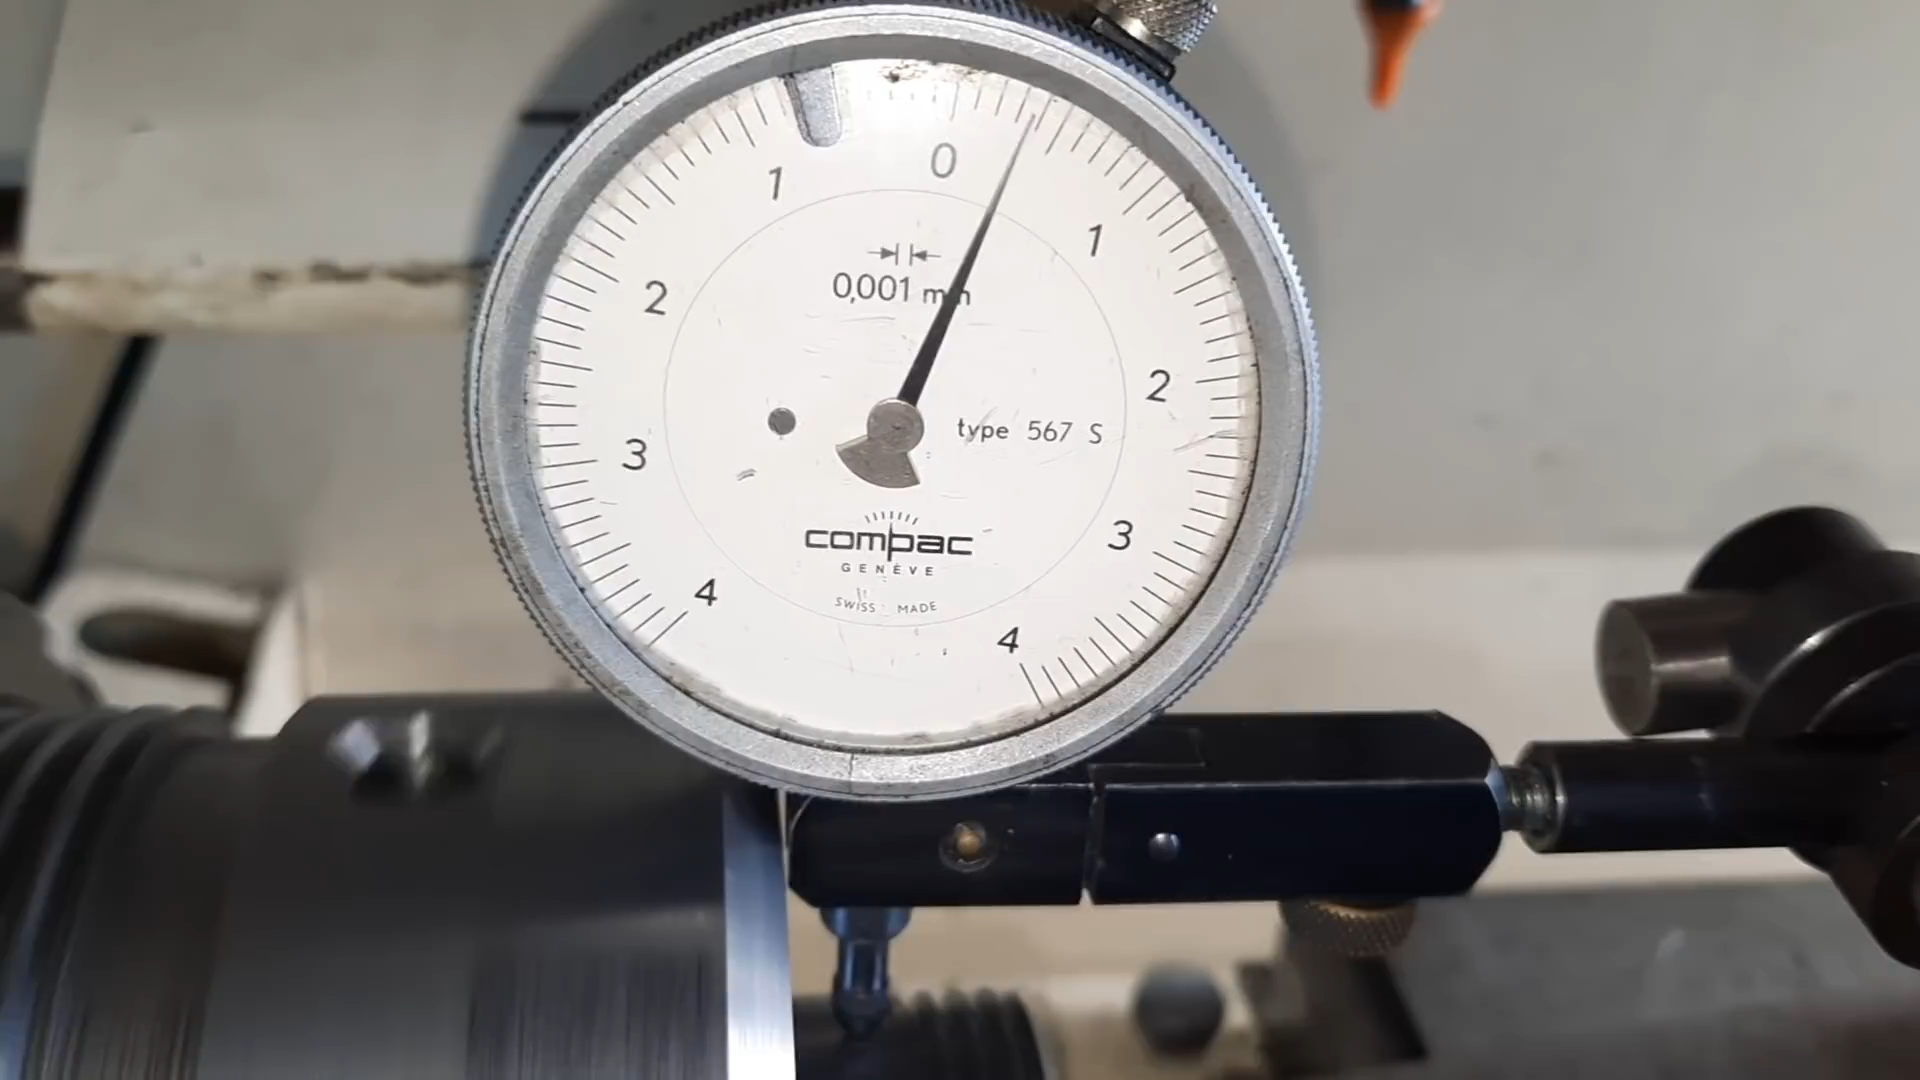 1 0 1
2 2
3 3
4 4
0,001 mm
type 567 S
compac
GENÈVE
SWISS MADE